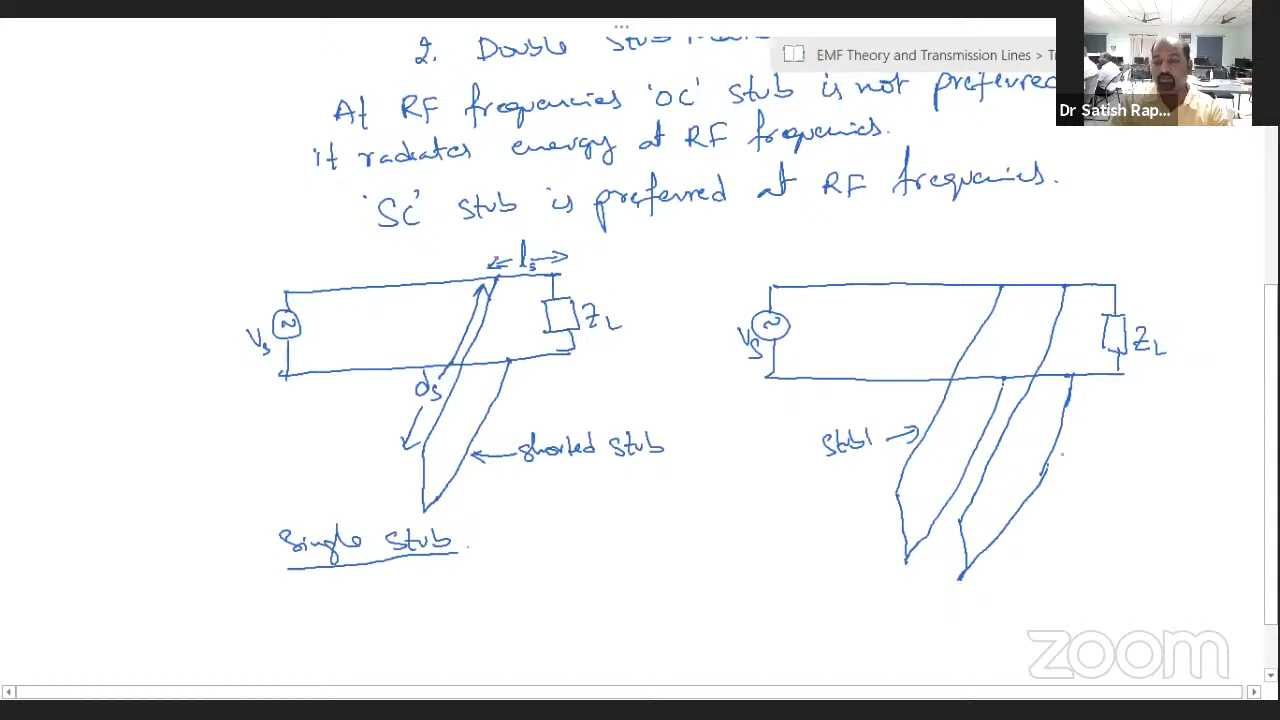 2. Double Stub
EMF Theory and Transmission Lines >
At RF frequencies 'OC' stub is not preferred
Dr Satish Rap...
it radiates energy at RF frequencies.
'SC' stub is preferred at RF frequencies.
ls
Vs
ZL
ds
shorted stub
Single stub
Vs
ZL
Stub1
zoom